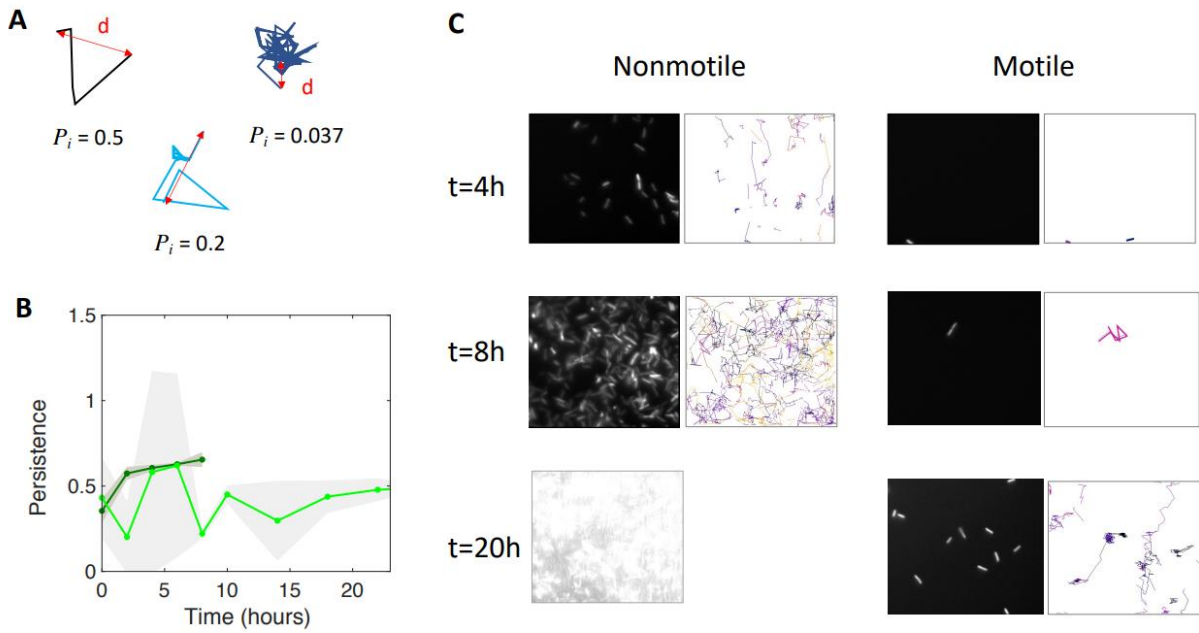 A
d
P_i = 0.5
d
P_i = 0.037
P_i = 0.2
B
1.5
1
0.5
0
0
5
10
15
20
Persistence
Time (hours)
C
Nonmotile
Motile
t=4h
t=8h
t=20h